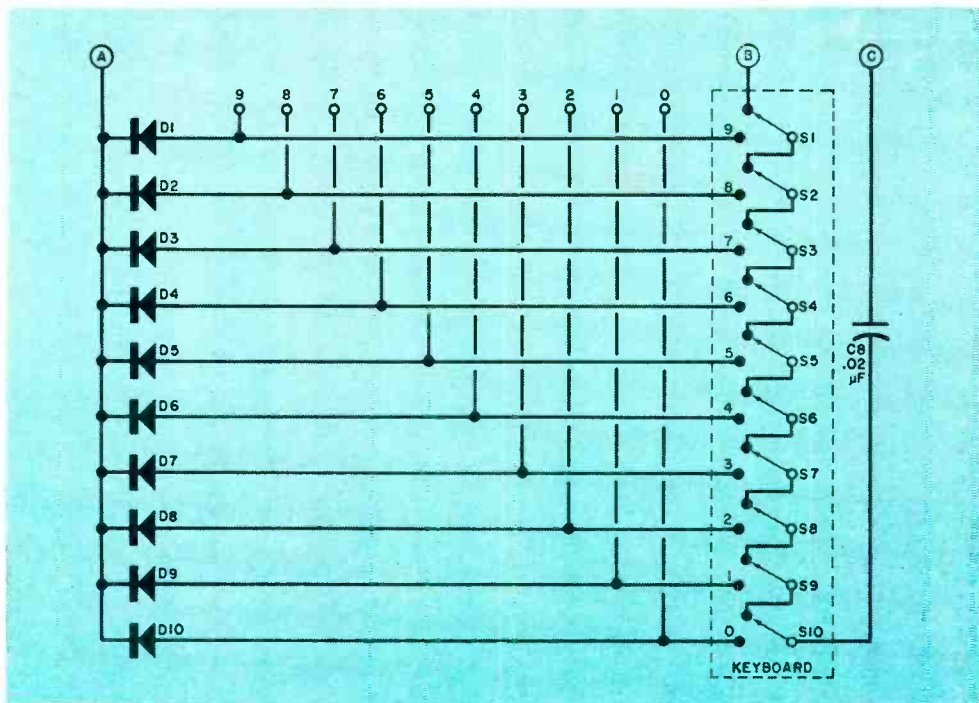 A B C
9 8 7 6 5 4 3 2 1 0
D1 9 S1
D2 8 S2
D3 7 S3
D4 6 S4
D5 5 S5
C8
.02
µF
D6 4 S6
D7 3 S7
D8 2 S8
D9 1 S9
D10 0 S10
KEYBOARD